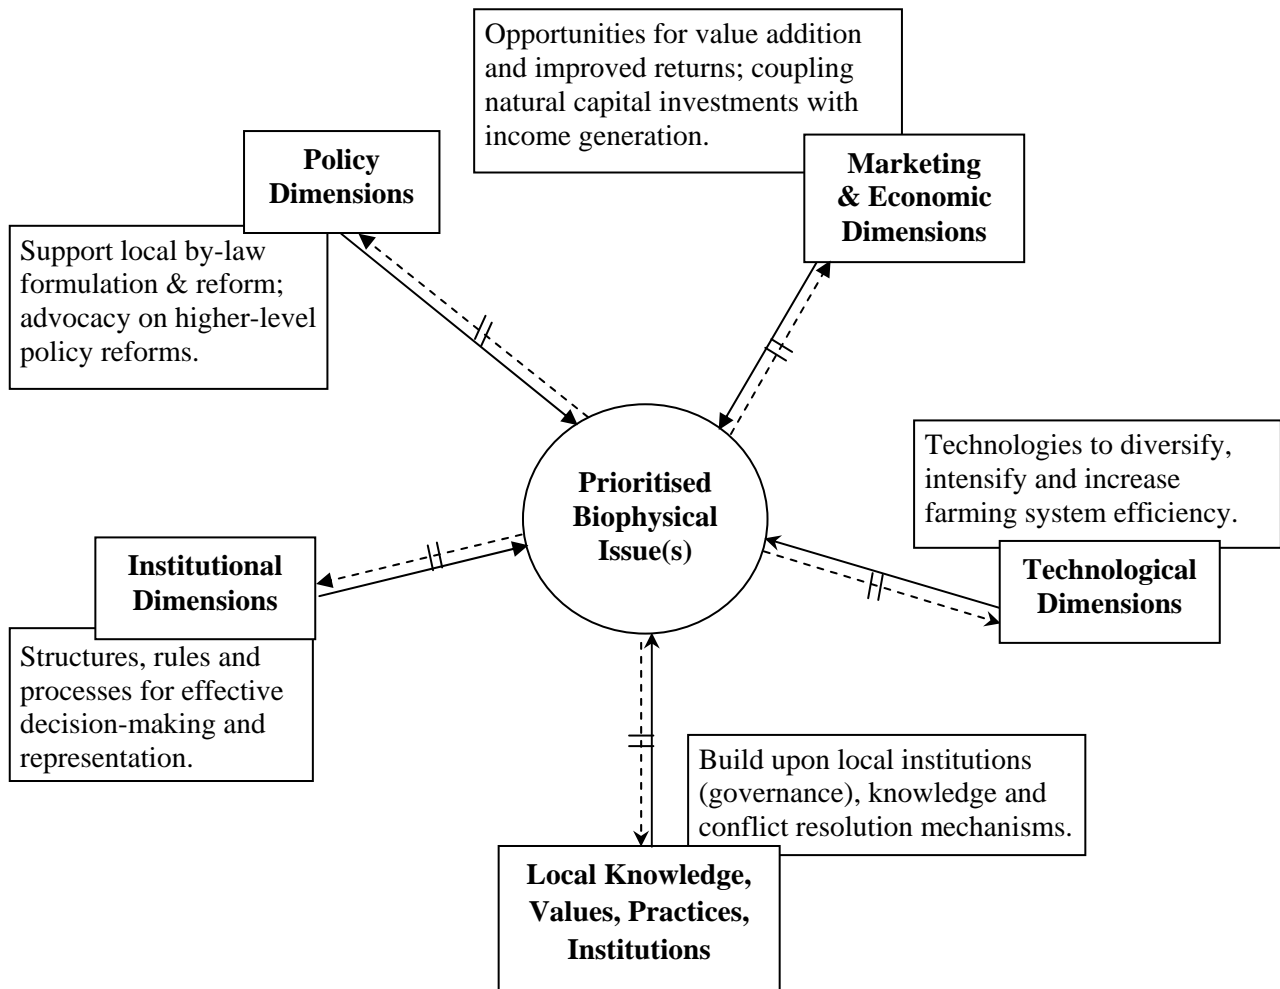 Opportunities for value addition
and improved returns; coupling
natural capital investments with
income generation.
Policy
Dimensions
Marketing
& Economic
Dimensions
Support local by-law
formulation & reform;
advocacy on higher-level
policy reforms.
Prioritised
Biophysical
Issue(s)
Technologies to diversify,
intensify and increase
farming system efficiency.
Institutional
Dimensions
Technological
Dimensions
Structures, rules and
processes for effective
decision-making and
representation.
Build upon local institutions
(governance), knowledge and
conflict resolution mechanisms.
Local Knowledge,
Values, Practices,
Institutions